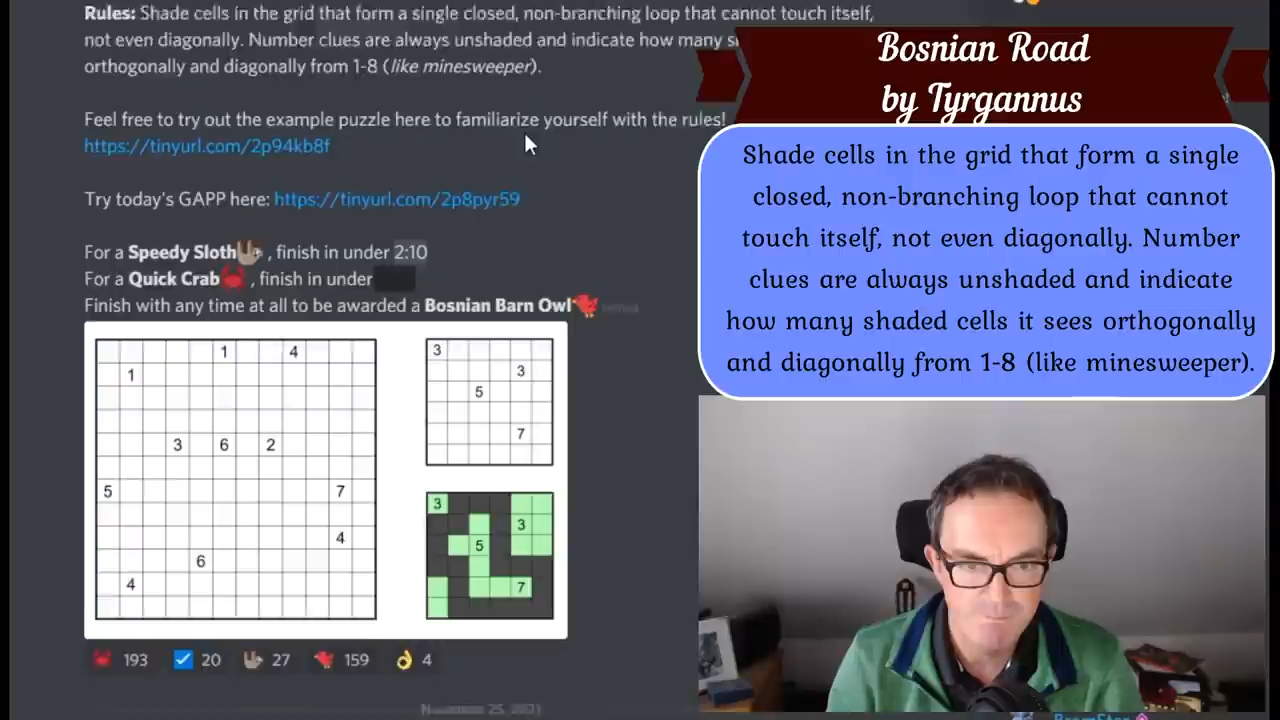 Rules: Shade cells in the grid that form a single closed, non-branching loop that cannot touch itself,
not even diagonally. Number clues are always unshaded and indicate how many s
orthogonally and diagonally from 1-8 (like minesweeper).
Feel free to try out the example puzzle here to familiarize yourself with the rules!
https://tinyurl.com/2p94kb8f
Try today's GAPP here: https://tinyurl.com/2p8pyr59
For a Speedy Sloth , finish in under 2:10
For a Quick Crab , finish in under
Finish with any time at all to be awarded a Bosnian Barn Owl
1 4
1
3 6 2
5 7
4
6
4
3
3
5
7
3
3
5
7
193 20 27 159 4
November 25, 2021
Bosnian Road
by Tyrgannus
Shade cells in the grid that form a single
closed, non-branching loop that cannot
touch itself, not even diagonally. Number
clues are always unshaded and indicate
how many shaded cells it sees orthogonally
and diagonally from 1-8 (like minesweeper).